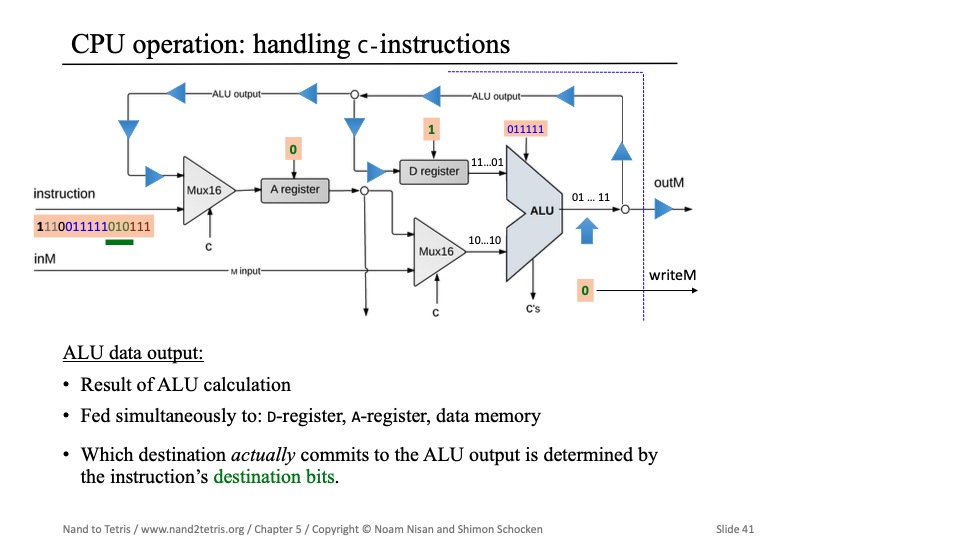 CPU operation: handling C-instructions
ALU output
ALU output
1
011111
0
11...01
D register
Mux16
A register
instruction
outM
01 ... 11
ALU
1110011111010111
C
10...10
Mux16
inM
M input
writeM
0
C
C's
ALU data output:
• Result of ALU calculation
• Fed simultaneously to: D-register, A-register, data memory
• Which destination actually commits to the ALU output is determined by
the instruction's destination bits.
Nand to Tetris / www.nand2tetris.org / Chapter 5 / Copyright © Noam Nisan and Shimon Schocken
Slide 41